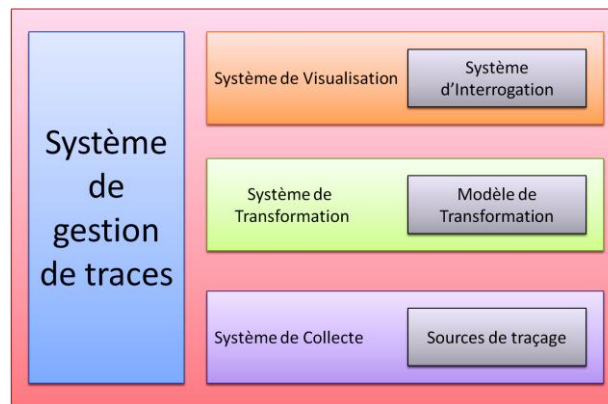 Système
de
gestion
de traces
Système de Visualisation
Système
d'Interrogation
Système de
Transformation
Modèle de
Transformation
Système de Collecte
Sources de traçage